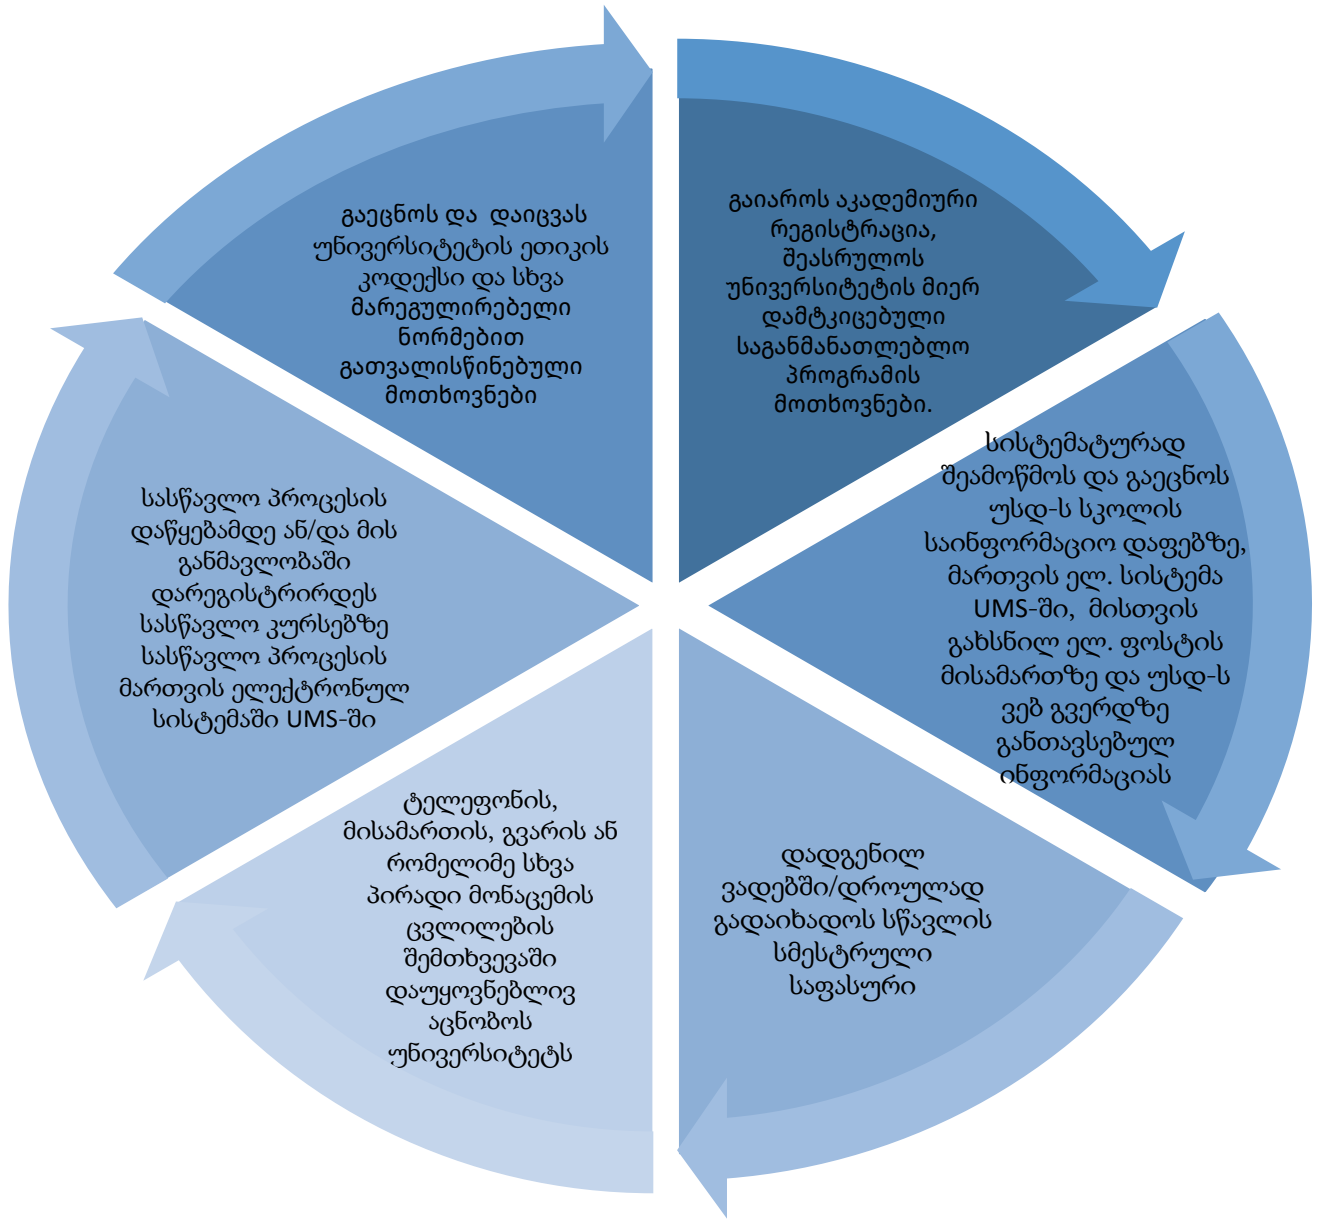 გაიაროს აკადემიური
რეგისტრაცია,
შეასრულოს
უნივერსიტეტის მიერ
დამტკიცებული
საგანმანათლებლო
პროგრამის
მოთხოვნები.
სისტემატურად
შეამოწმოს და გაეცნოს
უსდ-ს სკოლის
საინფორმაციო დაფებზე,
მართვის ელ. სისტემა
UMS-ში, მისთვის
გახსნილ ელ. ფოსტის
მისამართზე და უსდ-ს
ვებ გვერდზე
განთავსებულ
ინფორმაციას
დადგენილ
ვადებში/დროულად
გადაიხადოს სწავლის
სმესტრული
საფასური
ტელეფონის,
მისამართის, გვარის ან
რომელიმე სხვა
პირადი მონაცემის
ცვლილების
შემთხვევაში
დაუყოვნებლივ
აცნობოს
უნივერსიტეტს
სასწავლო პროცესის
დაწყებამდე ან/და მის
განმავლობაში
დარეგისტრირდეს
სასწავლო კურსებზე
სასწავლო პროცესის
მართვის ელექტრონულ
სისტემაში UMS-ში
გაეცნოს და დაიცვას
უნივერსიტეტის ეთიკის
კოდექსი და სხვა
მარეგულირებელი
ნორმებით
გათვალისწინებული
მოთხოვნები